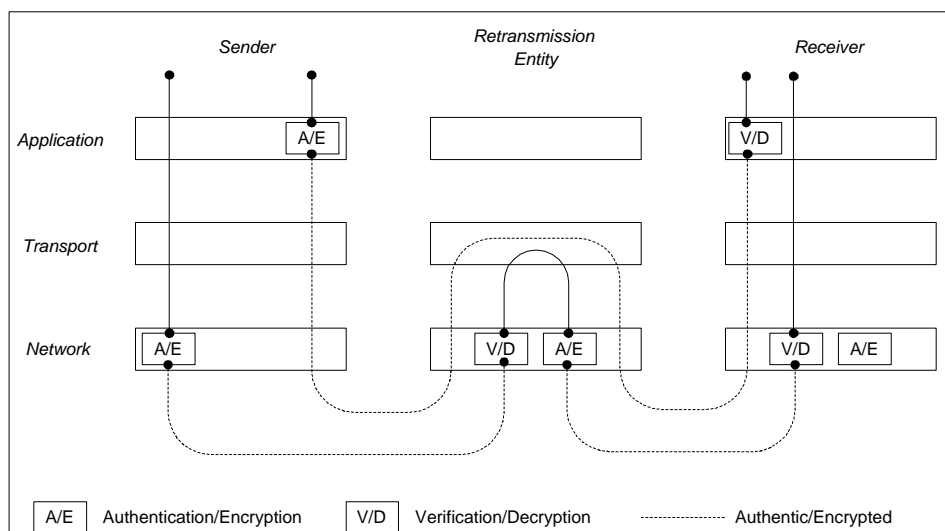 Sender
Retransmission
Entity
Receiver
Application
A/E
V/D
Transport
Network
A/E
V/D
A/E
V/D
A/E
A/E
Authentication/Encryption
V/D
Verification/Decryption
Authentic/Encrypted